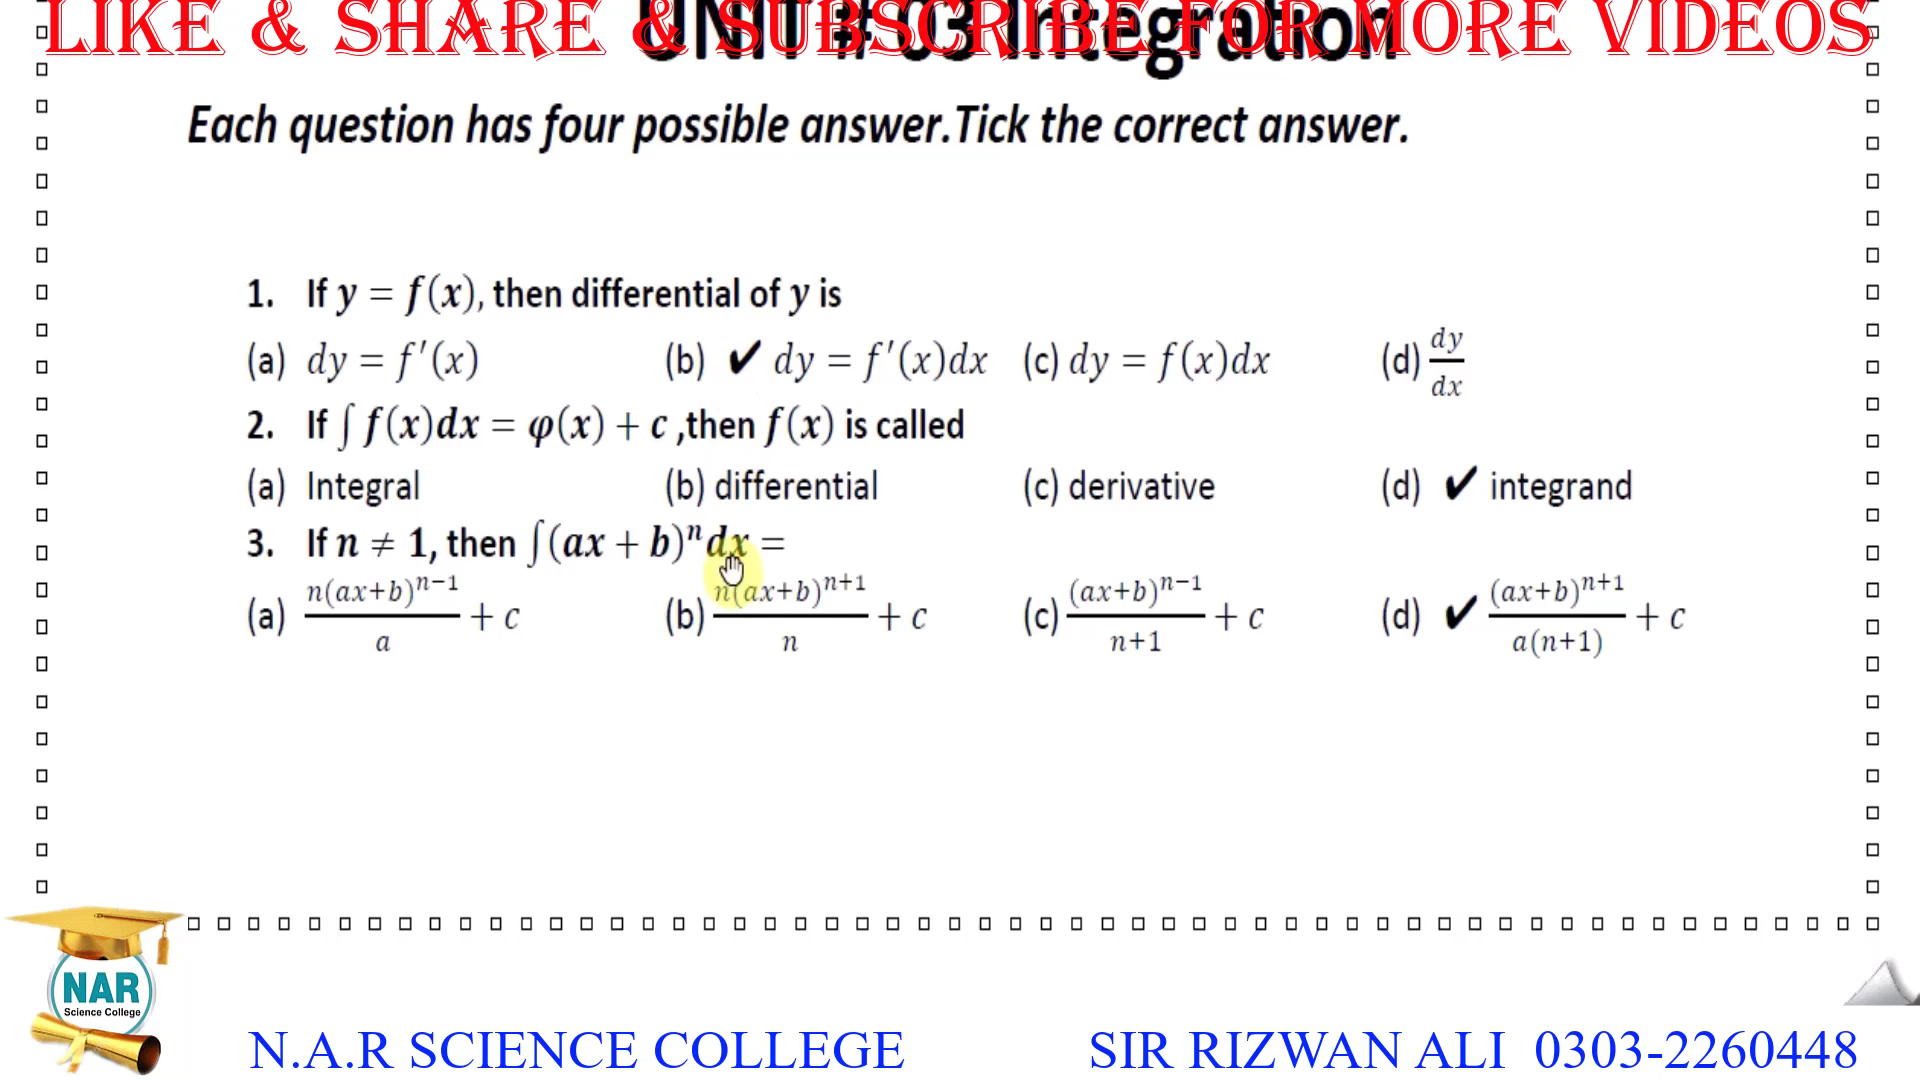 LIKE & SHARE & SUBSCRIBE FOR MORE VIDEOS
UNIT # 03 Integration
Each question has four possible answer.Tick the correct answer.
1. If y = f(x), then differential of y is
(a) dy = f′(x) (b) ✔ dy = f′(x)dx (c) dy = f(x)dx (d) dy/dx
2. If ∫ f(x)dx = φ(x) + c ,then f(x) is called
(a) Integral (b) differential (c) derivative (d) ✔ integrand
3. If n ≠ 1, then ∫(ax + b)ⁿdx =
(a) n(ax+b)ⁿ⁻¹/a + c (b) n(ax+b)ⁿ⁺¹/n + c (c) (ax+b)ⁿ⁻¹/n+1 + c (d) ✔ (ax+b)ⁿ⁺¹/a(n+1) + c
NAR
Science College
N.A.R SCIENCE COLLEGE SIR RIZWAN ALI 0303-2260448